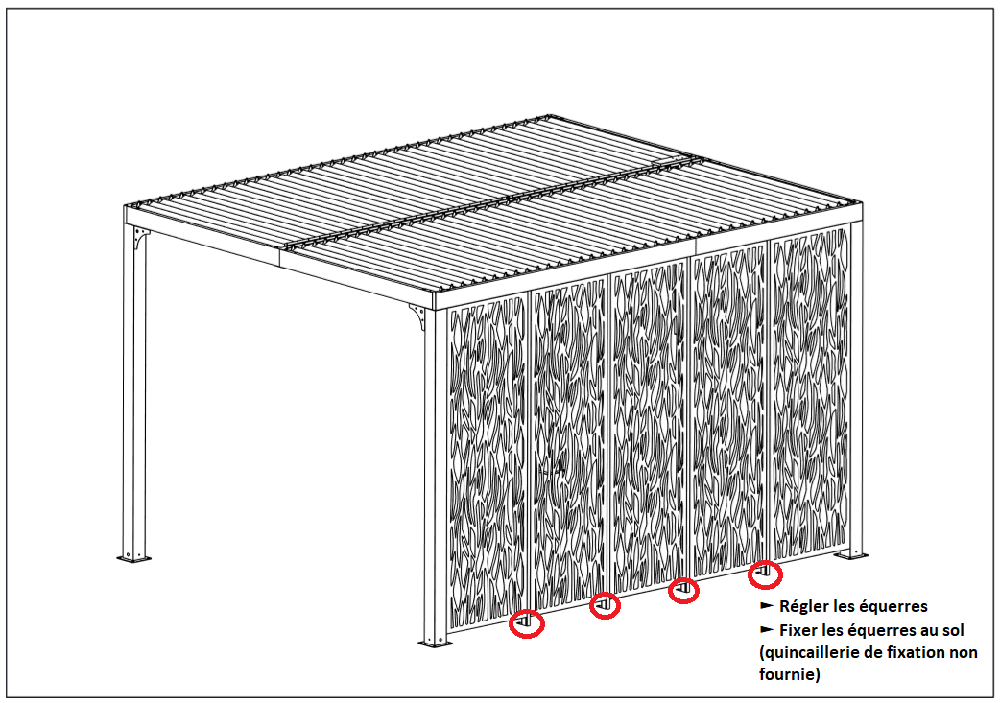 ► Régler les équerres
► Fixer les équerres au sol
(quincaillerie de fixation non
fournie)